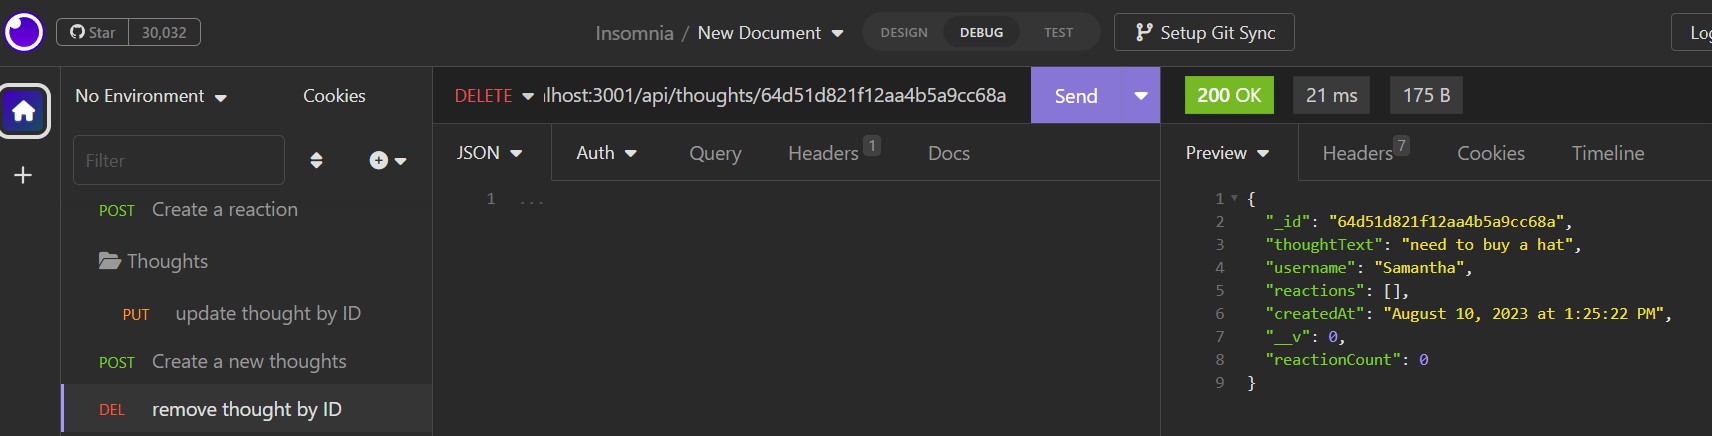 Star 30,032
Insomnia / New Document
DESIGN DEBUG TEST
Setup Git Sync
No Environment Cookies
Filter
POST Create a reaction
Thoughts
PUT update thought by ID
POST Create a new thoughts
DEL remove thought by ID
DELETE lhost:3001/api/thoughts/64d51d821f12aa4b5a9cc68a Send
JSON Auth Query Headers 1 Docs
1 ...
200 OK 21 ms 175 B
Preview Headers 7 Cookies Timeline
1 {
2 "_id": "64d51d821f12aa4b5a9cc68a",
3 "thoughtText": "need to buy a hat",
4 "username": "Samantha",
5 "reactions": [],
6 "createdAt": "August 10, 2023 at 1:25:22 PM",
7 "__v": 0,
8 "reactionCount": 0
9 }